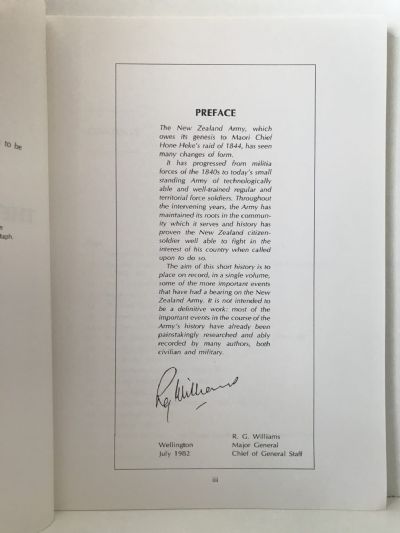 to be
PREFACE
The New Zealand Army, which
owes its genesis to Maori Chief
Hone Heke's raid of 1844, has seen
many changes of form.
It has progressed from militia
forces of the 1840s to today's small
standing Army of technologically
able and well-trained regular and
territorial force soldiers. Throughout
the intervening years, the Army has
maintained its roots in the commun-
ity which it serves and history has
proven the New Zealand citizen-
soldier well able to fight in the
interest of his country when called
upon to do so.
The aim of this short history is to
place on record, in a single volume,
some of the more important events
that have had a bearing on the New
Zealand Army. It is not intended to
be a definitive work: most of the
important events in the course of the
Army's history have already been
painstakingly researched and ably
recorded by many authors, both
civilian and military.
R. G. Williams
Wellington Major General
July 1982 Chief of General Staff
iii